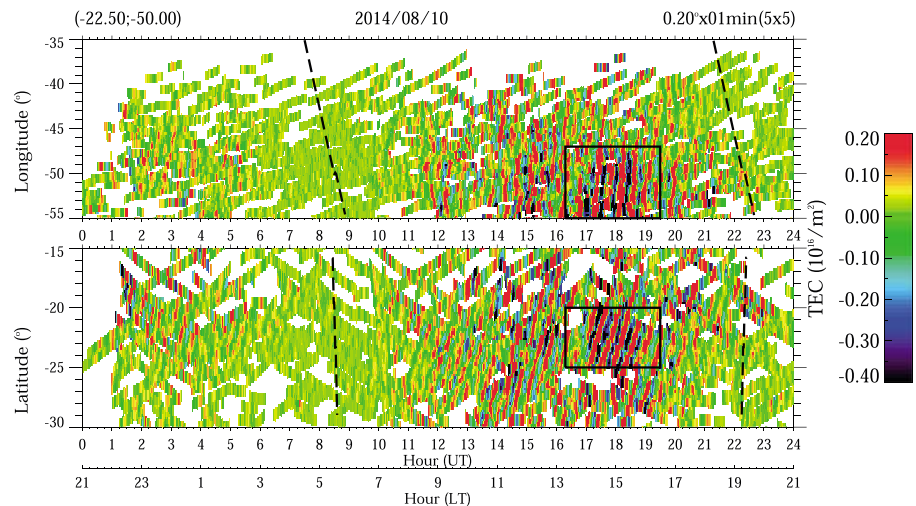 (-22.50;-50.00) 2014/08/10 0.20°x01min(5x5)
-35
-40
-45
-50
-55
Longitude (°)
0 1 2 3 4 5 6 7 8 9 10 11 12 13 14 15 16 17 18 19 20 21 22 23 24
-15
-20
-25
-30
Latitude (°)
0 1 2 3 4 5 6 7 8 9 10 11 12 13 14 15 16 17 18 19 20 21 22 23 24
Hour (UT)
21 23 1 3 5 7 9 11 13 15 17 19 21
Hour (LT)
0.20
0.10
0.00
-0.10
-0.20
-0.30
-0.40
TEC (10¹⁶/m²)